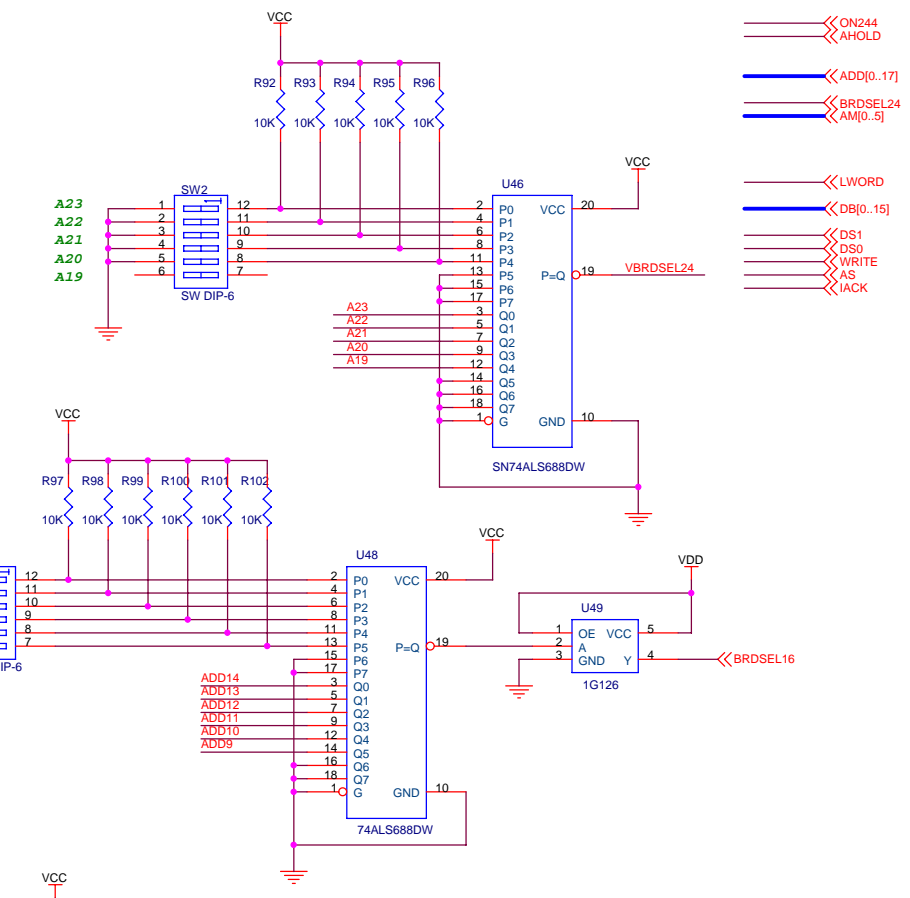 VCC
ON244
AHOLD
ADD[0..17]
BRDSEL24
AM[0..5]
LWORD
DB[0..15]
DS1
DS0
WRITE
AS
IACK
R92 R93 R94 R95 R96
10K 10K 10K 10K 10K
SW2
A23 1 12
A22 2 11
A21 3 10
A20 4 9
A19 5 8
6 7
SW DIP-6
U46
VCC
2 P0 VCC 20
4 P1
6 P2
8 P3
11 P4
13 P5 P=Q 19 VBRDSEL24
15 P6
17 P7
A23 3 Q0
A22 5 Q1
A21 7 Q2
A20 9 Q3
A19 12 Q4
14 Q5
16 Q6
18 Q7
1 G GND 10
SN74ALS688DW
VCC
R97 R98 R99 R100 R101 R102
10K 10K 10K 10K 10K 10K
12
11
10
9
8
7
IP-6
U48
VCC
2 P0 VCC 20
4 P1
6 P2
8 P3
11 P4
13 P5 P=Q 19
15 P6
17 P7
ADD14 3 Q0
ADD13 5 Q1
ADD12 7 Q2
ADD11 9 Q3
ADD10 12 Q4
ADD9 14 Q5
16 Q6
18 Q7
1 G GND 10
74ALS688DW
VDD
U49
1 OE VCC 5
2 A
3 GND Y 4 BRDSEL16
1G126
VCC